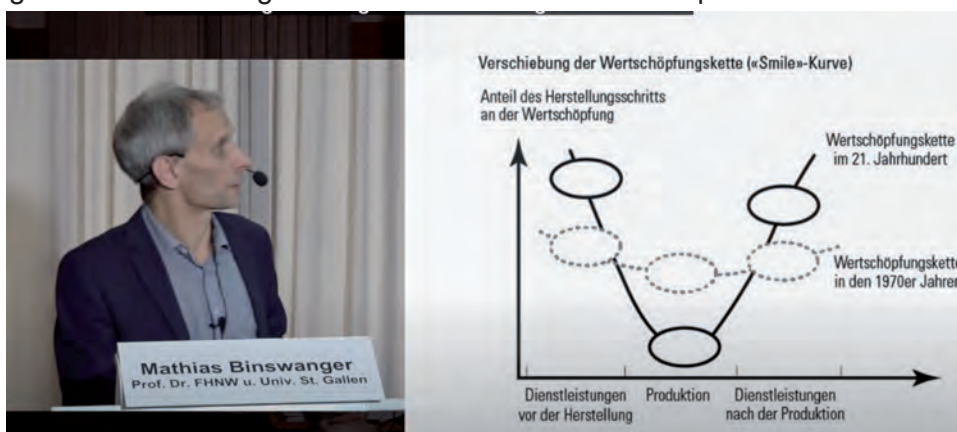 Verschiebung der Wertschöpfungskette («Smile»-Kurve)
Anteil des Herstellungsschritts
an der Wertschöpfung
Wertschöpfungskette
im 21. Jahrhundert
Wertschöpfungskette
in den 1970er Jahren
Dienstleistungen
vor der Herstellung
Produktion
Dienstleistungen
nach der Produktion
Mathias Binswanger
Prof. Dr. FHNW u. Univ. St. Gallen